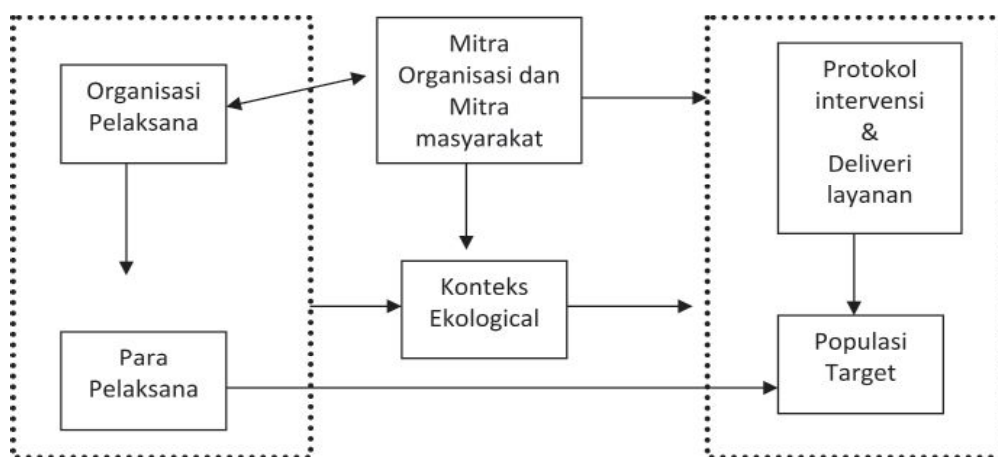 Organisasi
Pelaksana
Para
Pelaksana
Mitra
Organisasi dan
Mitra
masyarakat
Konteks
Ekological
Protokol
intervensi
&
Deliveri
layanan
Populasi
Target